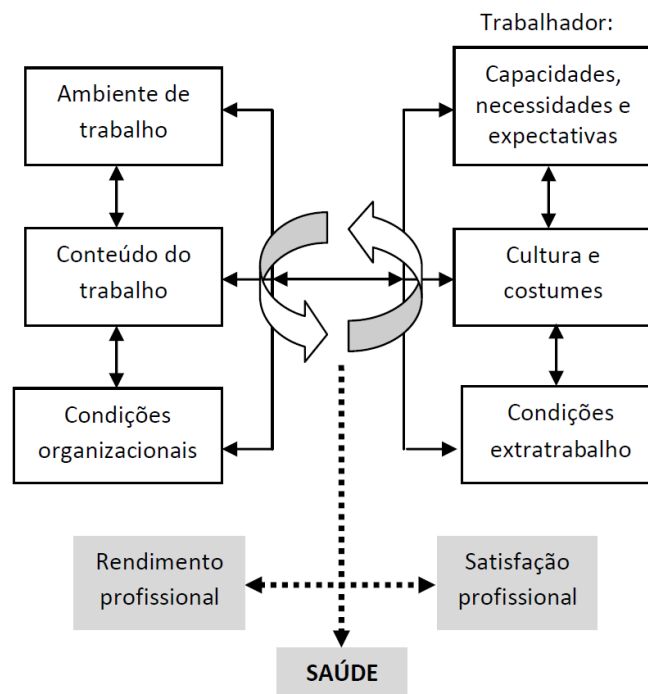 Trabalhador:
Ambiente de
trabalho
Capacidades,
necessidades e
expectativas
Conteúdo do
trabalho
Cultura e
costumes
Condições
organizacionais
Condições
extratrabalho
Rendimento
profissional
Satisfação
profissional
SAÚDE